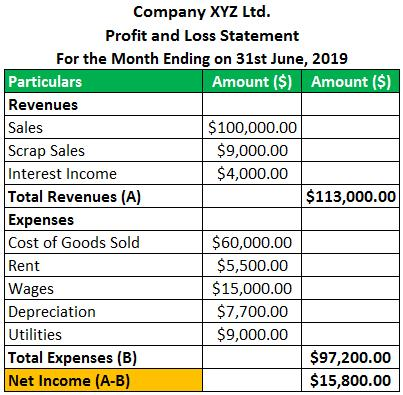 Company XYZ Ltd.
Profit and Loss Statement
For the Month Ending on 31st June, 2019
Particulars Amount ($) Amount ($)
Revenues
Sales $100,000.00
Scrap Sales $9,000.00
Interest Income $4,000.00
Total Revenues (A) $113,000.00
Expenses
Cost of Goods Sold $60,000.00
Rent $5,500.00
Wages $15,000.00
Depreciation $7,700.00
Utilities $9,000.00
Total Expenses (B) $97,200.00
Net Income (A-B) $15,800.00